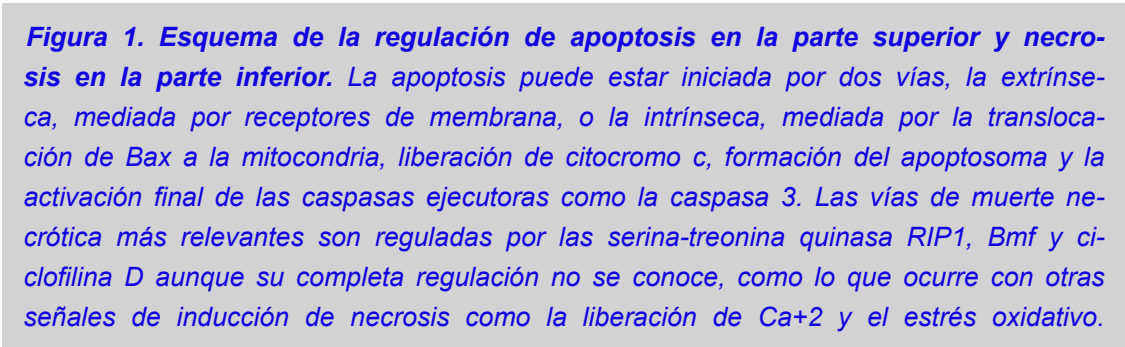 Figura 1. Esquema de la regulación de apoptosis en la parte superior y necro-
sis en la parte inferior. La apoptosis puede estar iniciada por dos vías, la extrínse-
ca, mediada por receptores de membrana, o la intrínseca, mediada por la transloca-
ción de Bax a la mitocondria, liberación de citocromo c, formación del apoptosoma y la
activación final de las caspasas ejecutoras como la caspasa 3. Las vías de muerte ne-
crótica más relevantes son reguladas por las serina-treonina quinasa RIP1, Bmf y ci-
clofilina D aunque su completa regulación no se conoce, como lo que ocurre con otras
señales de inducción de necrosis como la liberación de Ca+2 y el estrés oxidativo.